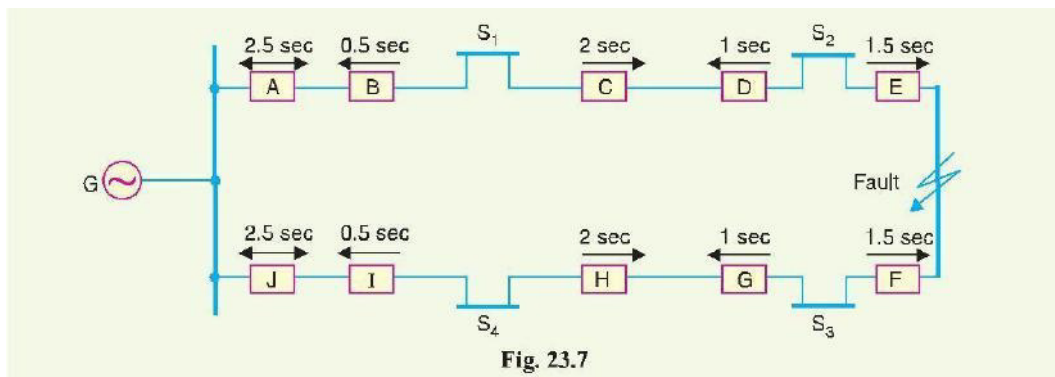 2.5 sec
0.5 sec
S1
2 sec
1 sec
S2
1.5 sec
A
B
C
D
E
G
Fault
2.5 sec
0.5 sec
2 sec
1 sec
1.5 sec
J
I
H
G
F
S4
S3
Fig. 23.7